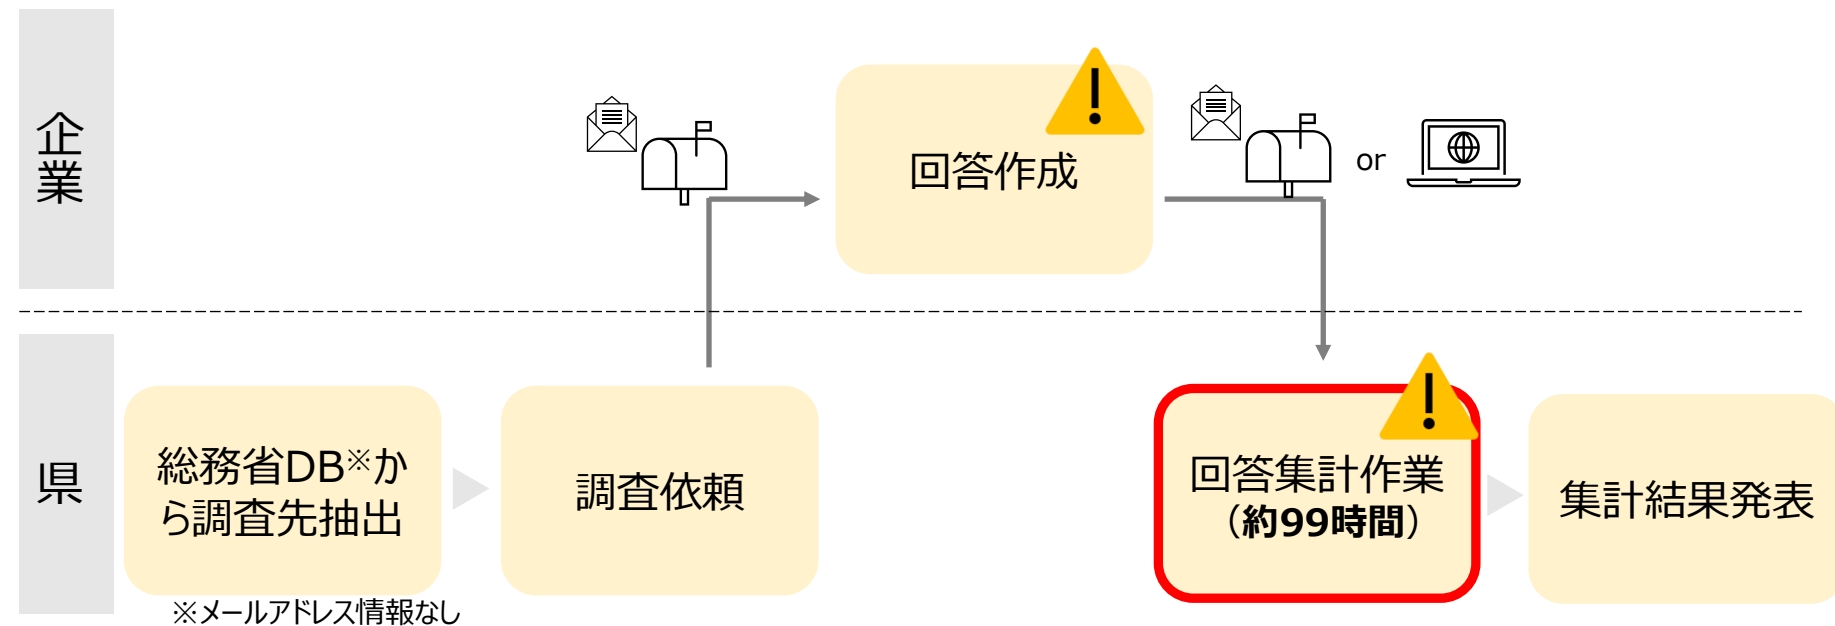 企業
回答作成
or
県
総務省DB※か
ら調査先抽出
※メールアドレス情報なし
調査依頼
回答集計作業
（約99時間）
集計結果発表